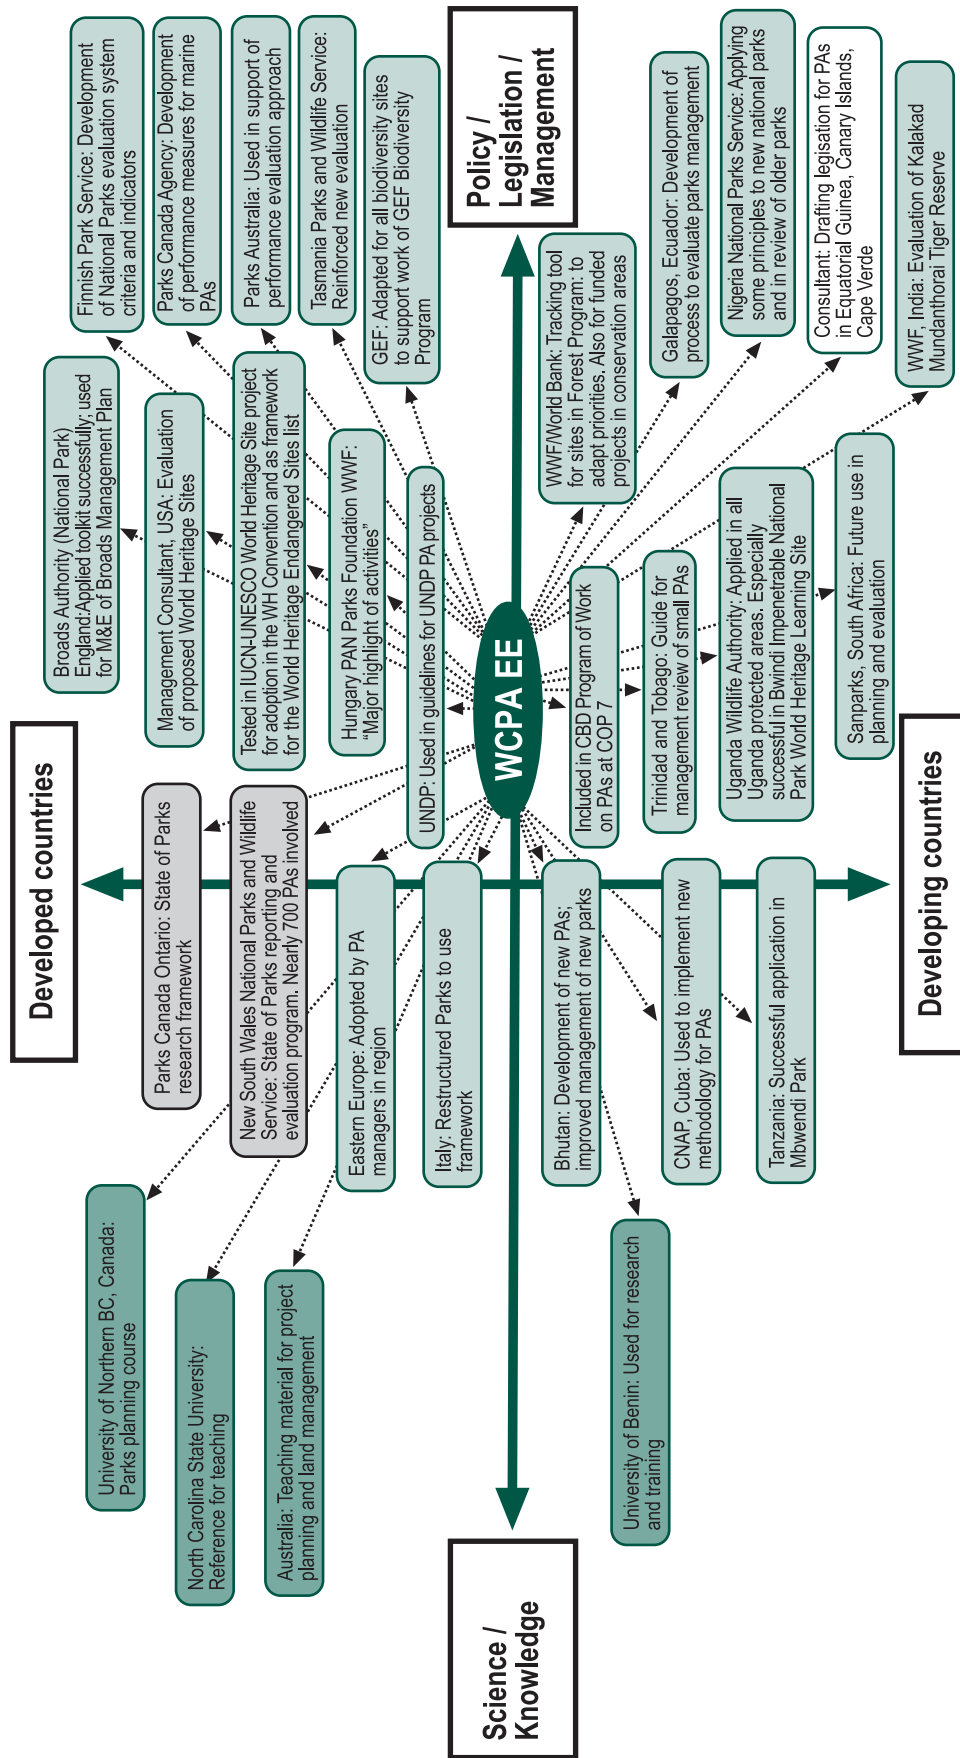 Developed countries
University of Northern BC, Canada:
Parks planning course
North Carolina State University:
Reference for teaching
Australia: Teaching material for project
planning and land management
Parks Canada Ontario: State of Parks
research framework
New South Wales National Parks and Wildlife
Service: State of Parks reporting and
evaluation program. Nearly 700 PAs involved
Eastern Europe: Adopted by PA
managers in region
Italy: Restructured Parks to use
framework
Broads Authority (National Park)
England:Applied toolkit successfully; used
for M&E of Broads Management Plan
Management Consultant, USA: Evaluation
of proposed World Heritage Sites
Tested in IUCN-UNESCO World Heritage Site project
for adoption in the WH Convention and as framework
for the World Heritage Endangered Sites list
Hungary PAN Parks Foundation WWF:
“Major highlight of activities”
UNDP: Used in guidelines for UNDP PA projects
Finnish Park Service: Development
of National Parks evaluation system
criteria and indicators
Parks Canada Agency: Development
of performance measures for marine
PAs
Parks Australia: Used in support of
performance evaluation approach
Tasmania Parks and Wildlife Service:
Reinforced new evaluation
GEF: Adapted for all biodiversity sites
to support work of GEF Biodiversity
Program
Science /
Knowledge
WCPA EE
Policy /
Legislation /
Management
Bhutan: Development of new PAs;
improved management of new parks
University of Benin: Used for research
and training
CNAP, Cuba: Used to implement new
methodology for PAs
Tanzania: Successful application in
Mbwendi Park
Included in CBD Program of Work
on PAs at COP 7
Trinidad and Tobago: Guide for
management review of small PAs
Uganda Wildlife Authority: Applied in all
Uganda protected areas. Especially
successful in Bwindi Impenetrable National
Park World Heritage Learning Site
Sanparks, South Africa: Future use in
planning and evaluation
WWF/World Bank: Tracking tool
for sites in Forest Program: to
adapt priorities. Also for funded
projects in conservation areas
Galapagos, Ecuador: Development of
process to evaluate parks management
Nigeria National Parks Service: Applying
some principles to new national parks
and in review of older parks
Consultant: Drafting legisation for PAs
in Equatorial Guinea, Canary Islands,
Cape Verde
WWF, India: Evaluation of Kalakad
Mundanthorai Tiger Reserve
Developing countries